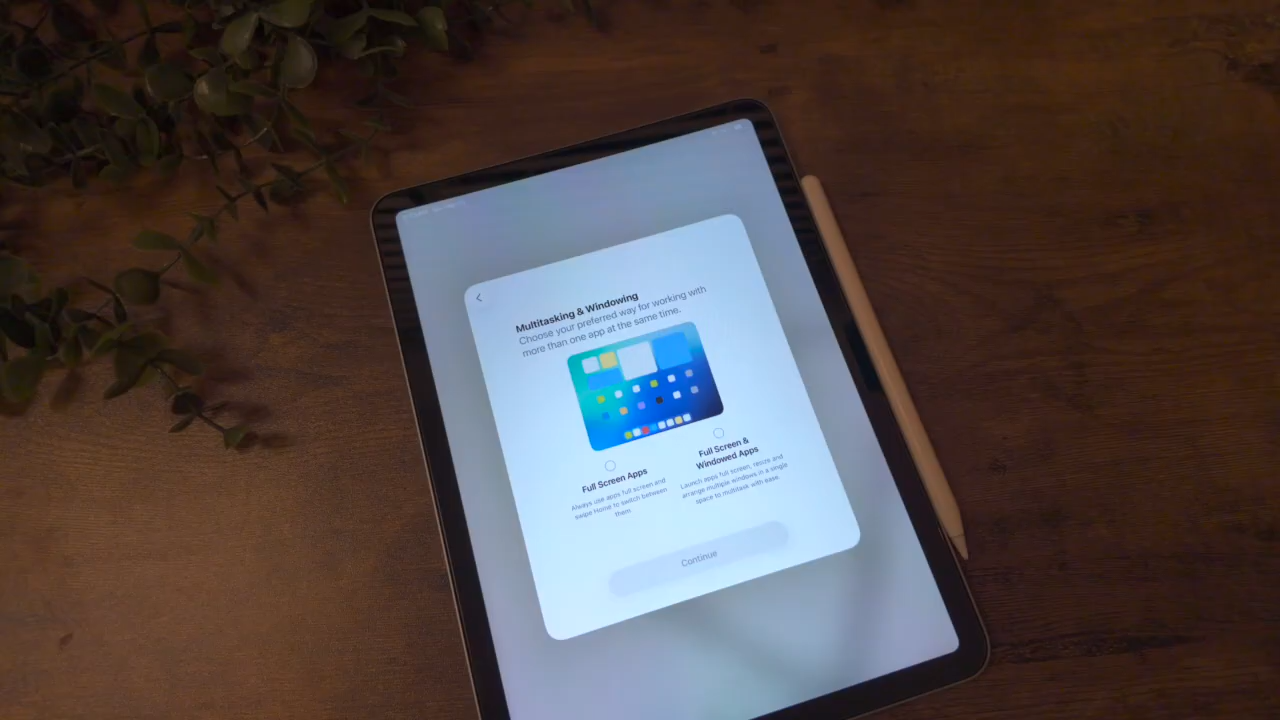 Multitasking & Windowing
Choose your preferred way for working with
more than one app at the same time.
Full Screen Apps
Always use apps full screen and
swipe Home to switch between
them.
Full Screen &
Windowed Apps
Launch apps full screen, resize and
arrange multiple windows in a single
space to multitask with ease.
Continue